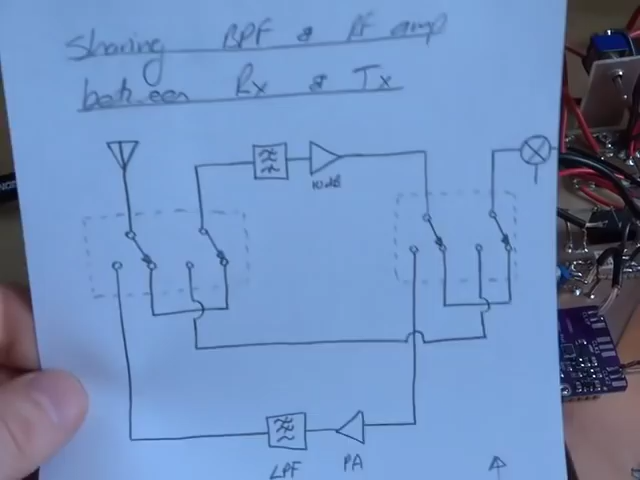 Sharing BPF & RF amp
between Rx & Tx
10dB
LPF PA